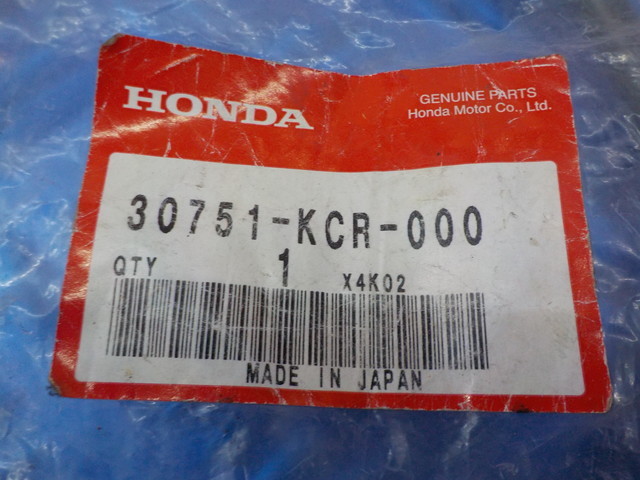 HONDA
GENUINE PARTS
Honda Motor Co., Ltd.
30751-KCR-000
QTY 1 X4K02
MADE IN JAPAN